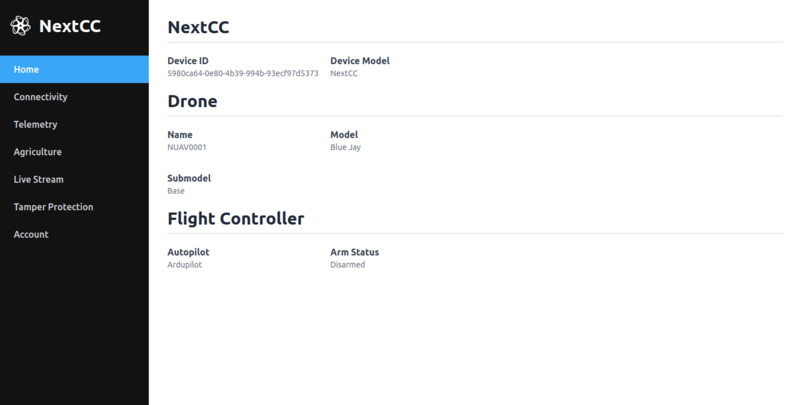 NextCC
Home
Connectivity
Telemetry
Agriculture
Live Stream
Tamper Protection
Account
NextCC
Device ID
5980ca64-0e80-4b39-994b-93ecf97d5373
Device Model
NextCC
Drone
Name
NUAV0001
Model
Blue Jay
Submodel
Base
Flight Controller
Autopilot
Ardupilot
Arm Status
Disarmed